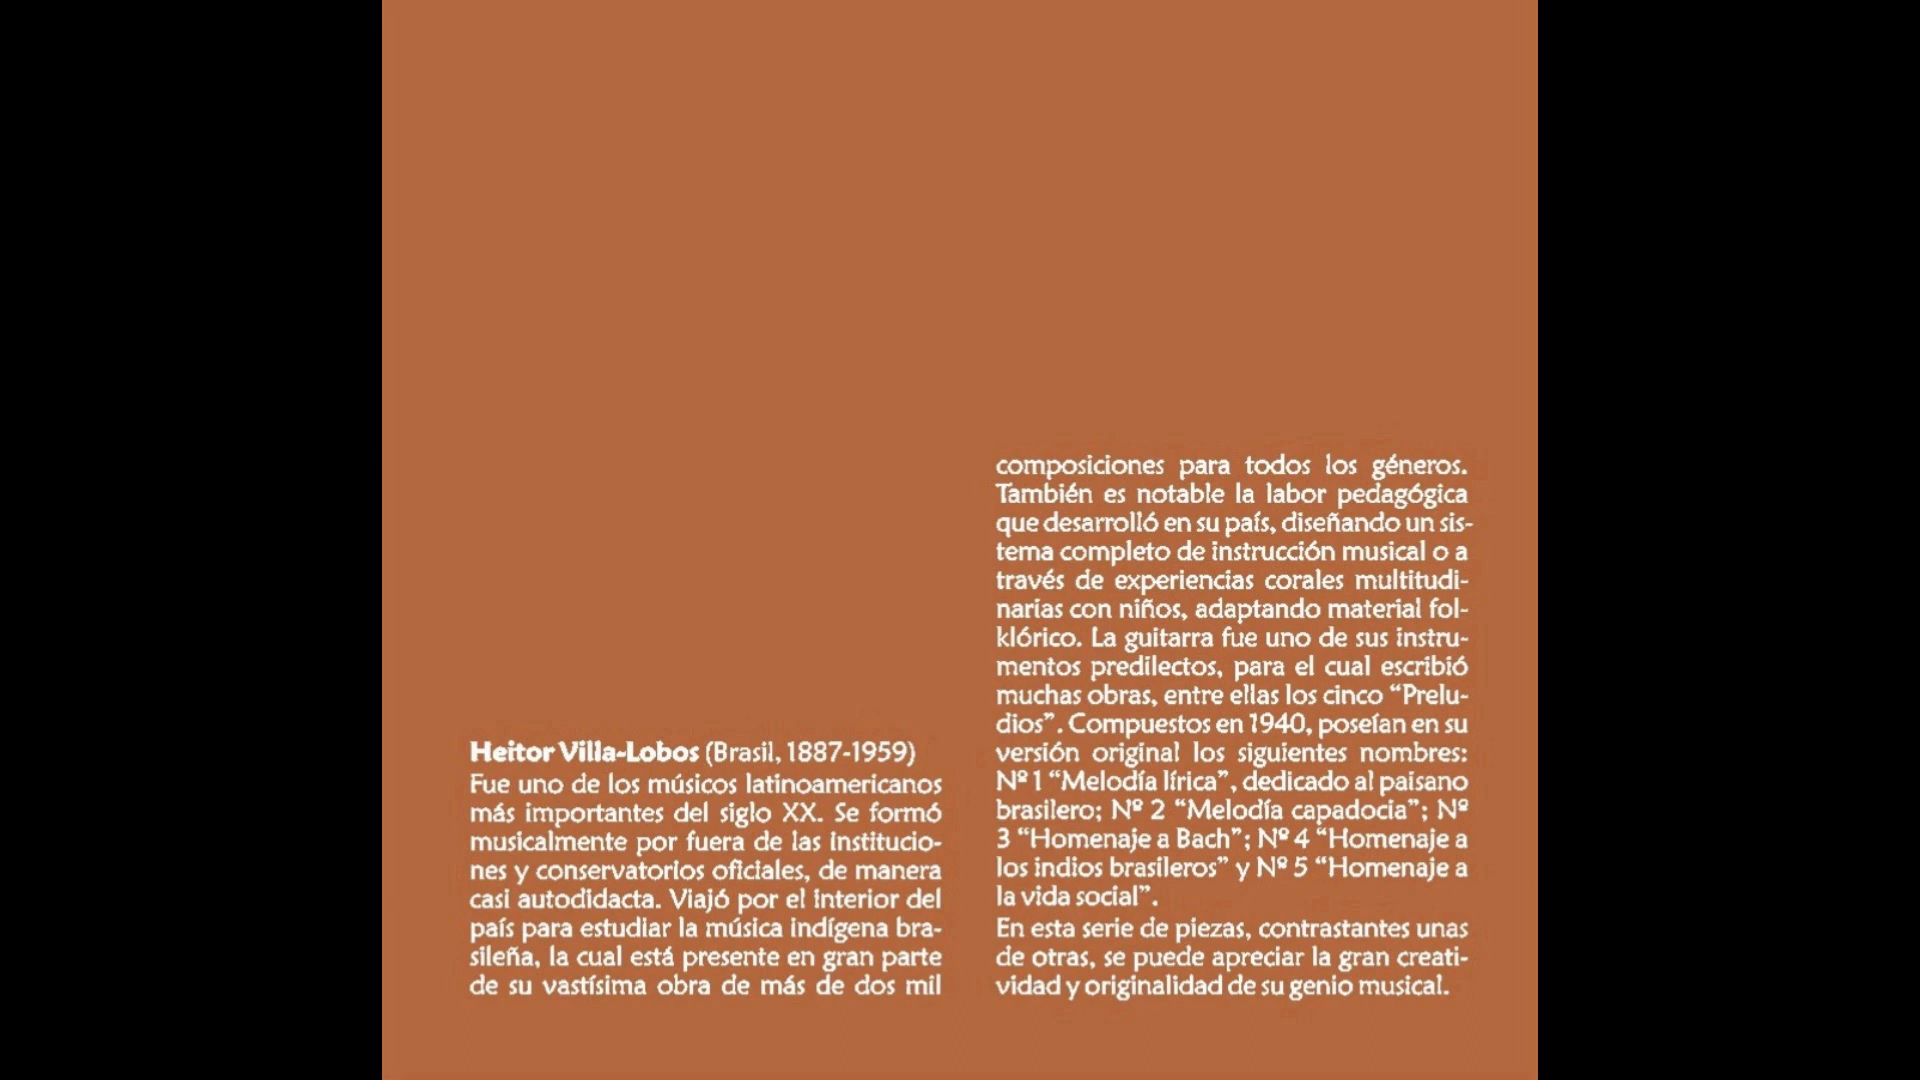 Heitor Villa-Lobos (Brasil, 1887-1959)
Fue uno de los músicos latinoamericanos
más importantes del siglo XX. Se formó
musicalmente por fuera de las institucio-
nes y conservatorios oficiales, de manera
casi autodidacta. Viajó por el interior del
país para estudiar la música indígena bra-
sileña, la cual está presente en gran parte
de su vastísima obra de más de dos mil
composiciones para todos los géneros.
También es notable la labor pedagógica
que desarrolló en su país, diseñando un sis-
tema completo de instrucción musical o a
través de experiencias corales multitudi-
narias con niños, adaptando material fol-
klórico. La guitarra fue uno de sus instru-
mentos predilectos, para el cual escribió
muchas obras, entre ellas los cinco “Prelu-
dios”. Compuestos en 1940, poseían en su
versión original los siguientes nombres:
Nº 1 “Melodía lírica”, dedicado al paisano
brasilero; Nº 2 “Melodía capadocia”; Nº
3 “Homenaje a Bach”; Nº 4 “Homenaje a
los indios brasileros” y Nº 5 “Homenaje a
la vida social”.
En esta serie de piezas, contrastantes unas
de otras, se puede apreciar la gran creati-
vidad y originalidad de su genio musical.